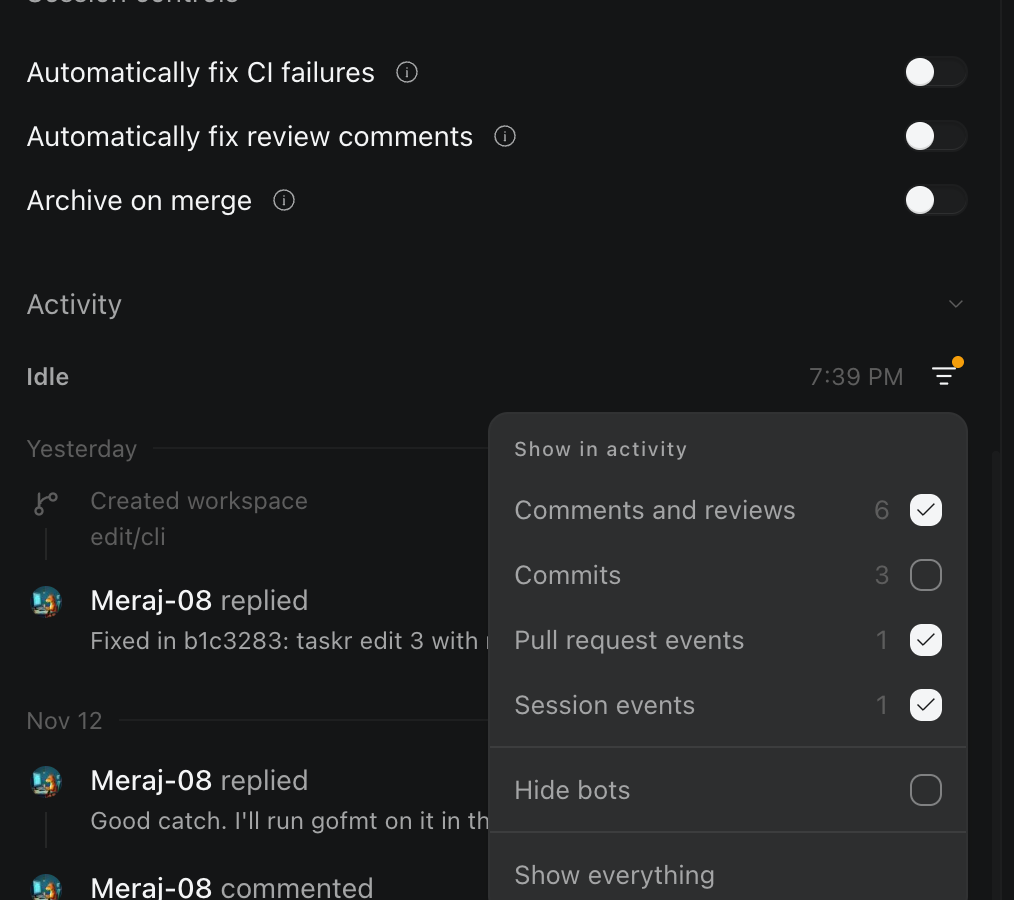 Session controls
Automatically fix CI failures
Automatically fix review comments
Archive on merge
Activity
Idle
7:39 PM
Yesterday
Created workspace
edit/cli
Meraj-08 replied
Fixed in b1c3283: taskr edit 3 with
Nov 12
Meraj-08 replied
Good catch. I'll run gofmt on it in th
Meraj-08 commented
Show in activity
Comments and reviews 6
Commits 3
Pull request events 1
Session events 1
Hide bots
Show everything